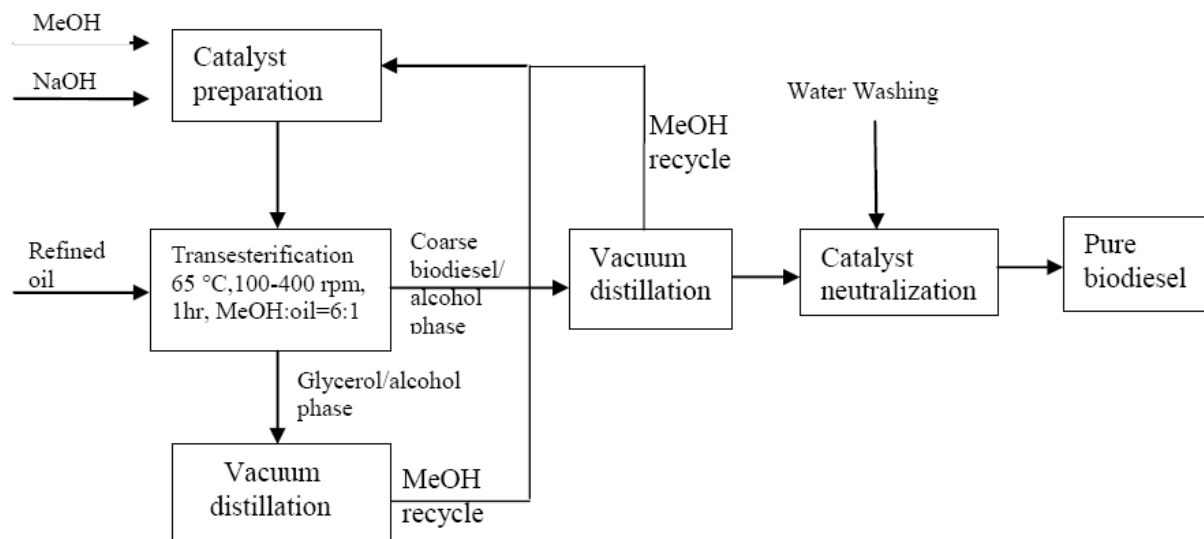 MeOH
NaOH
Catalyst
preparation
Water Washing
MeOH
recycle
Refined
oil
Transesterification
65 °C,100-400 rpm,
1hr, MeOH:oil=6:1
Coarse
biodiesel/
alcohol
phase
Vacuum
distillation
Catalyst
neutralization
Pure
biodiesel
Glycerol/alcohol
phase
Vacuum
distillation
MeOH
recycle